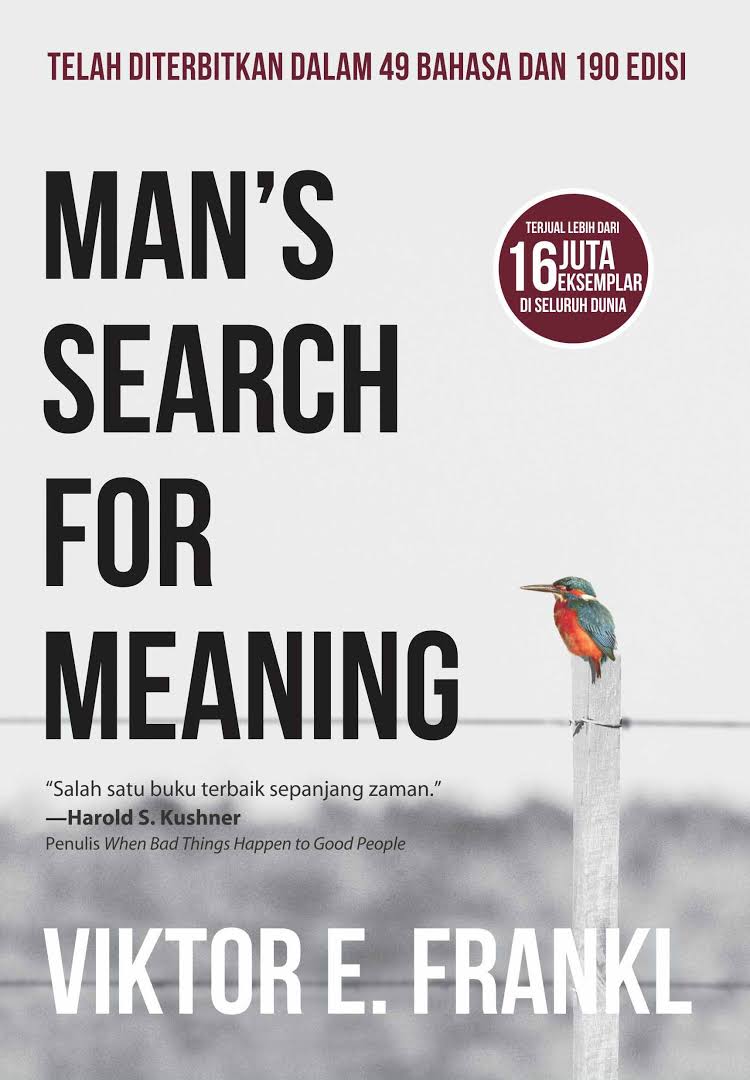 TELAH DITERBITKAN DALAM 49 BAHASA DAN 190 EDISI
MAN’S
SEARCH
FOR
MEANING
TERJUAL LEBIH DARI
16 JUTA
EKSEMPLAR
DI SELURUH DUNIA
“Salah satu buku terbaik sepanjang zaman.”
—Harold S. Kushner
Penulis When Bad Things Happen to Good People
VIKTOR E. FRANKL